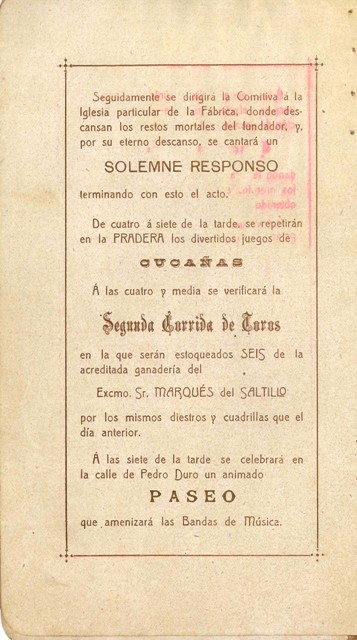 Seguidamente se dirigirá la Comitiva á la
Iglesia particular de la Fábrica, donde des-
cansan los restos mortales del fundador, y,
por su eterno descanso, se cantará un
SOLEMNE RESPONSO
terminando con esto el acto.
De cuatro á siete de la tarde, se repetirán
en la PRADERA los divertidos juegos de
CUCAÑAS
Á las cuatro y media se verificará la
Segunda Corrida de Toros
en la que serán estoqueados SEIS de la
acreditada ganadería del
Excmo. Sr. MARQUÉS del SALTILLO
por los mismos diestros y cuadrillas que el
día anterior.
Á las siete de la tarde se celebrará en
la calle de Pedro Duro un animado
PASEO
que amenizará las Bandas de Música.